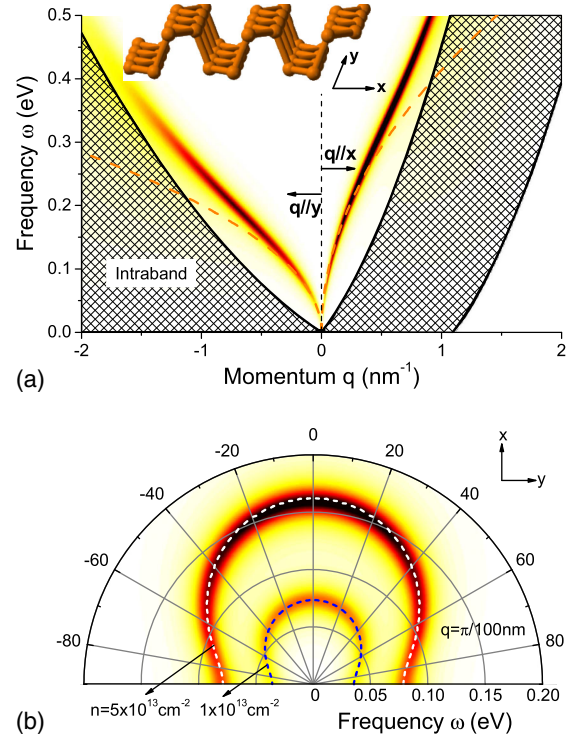 (a)
Frequency ω (eV)
0.5
0.4
0.3
0.2
0.1
0.0
y
x
q//x
q//y
Intraband
-2 -1 0 1 2
Momentum q (nm⁻¹)
(b)
0
-20 20
-40 40
-60 60
-80 80
x
y
q=π/100nm
n=5x10¹³cm⁻² 1x10¹³cm⁻²
0 0.05 0.10 0.15 0.20
Frequency ω (eV)